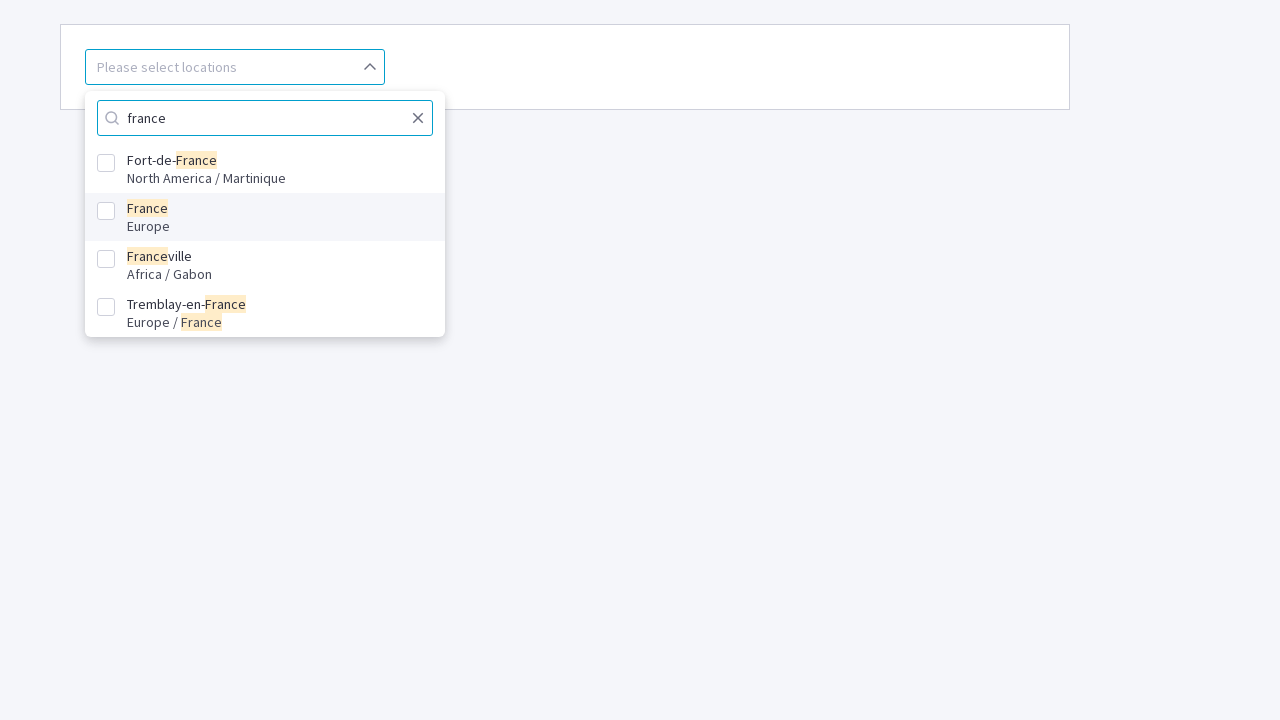 Please select locations
france
Fort-de-France
North America / Martinique
France
Europe
Franceville
Africa / Gabon
Tremblay-en-France
Europe / France